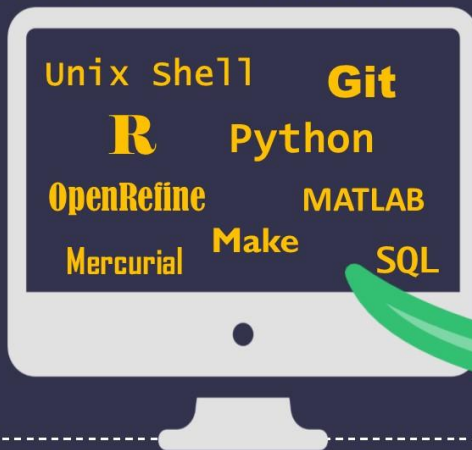 Unix Shell Git
R Python
OpenRefine MATLAB
Make
Mercurial SQL